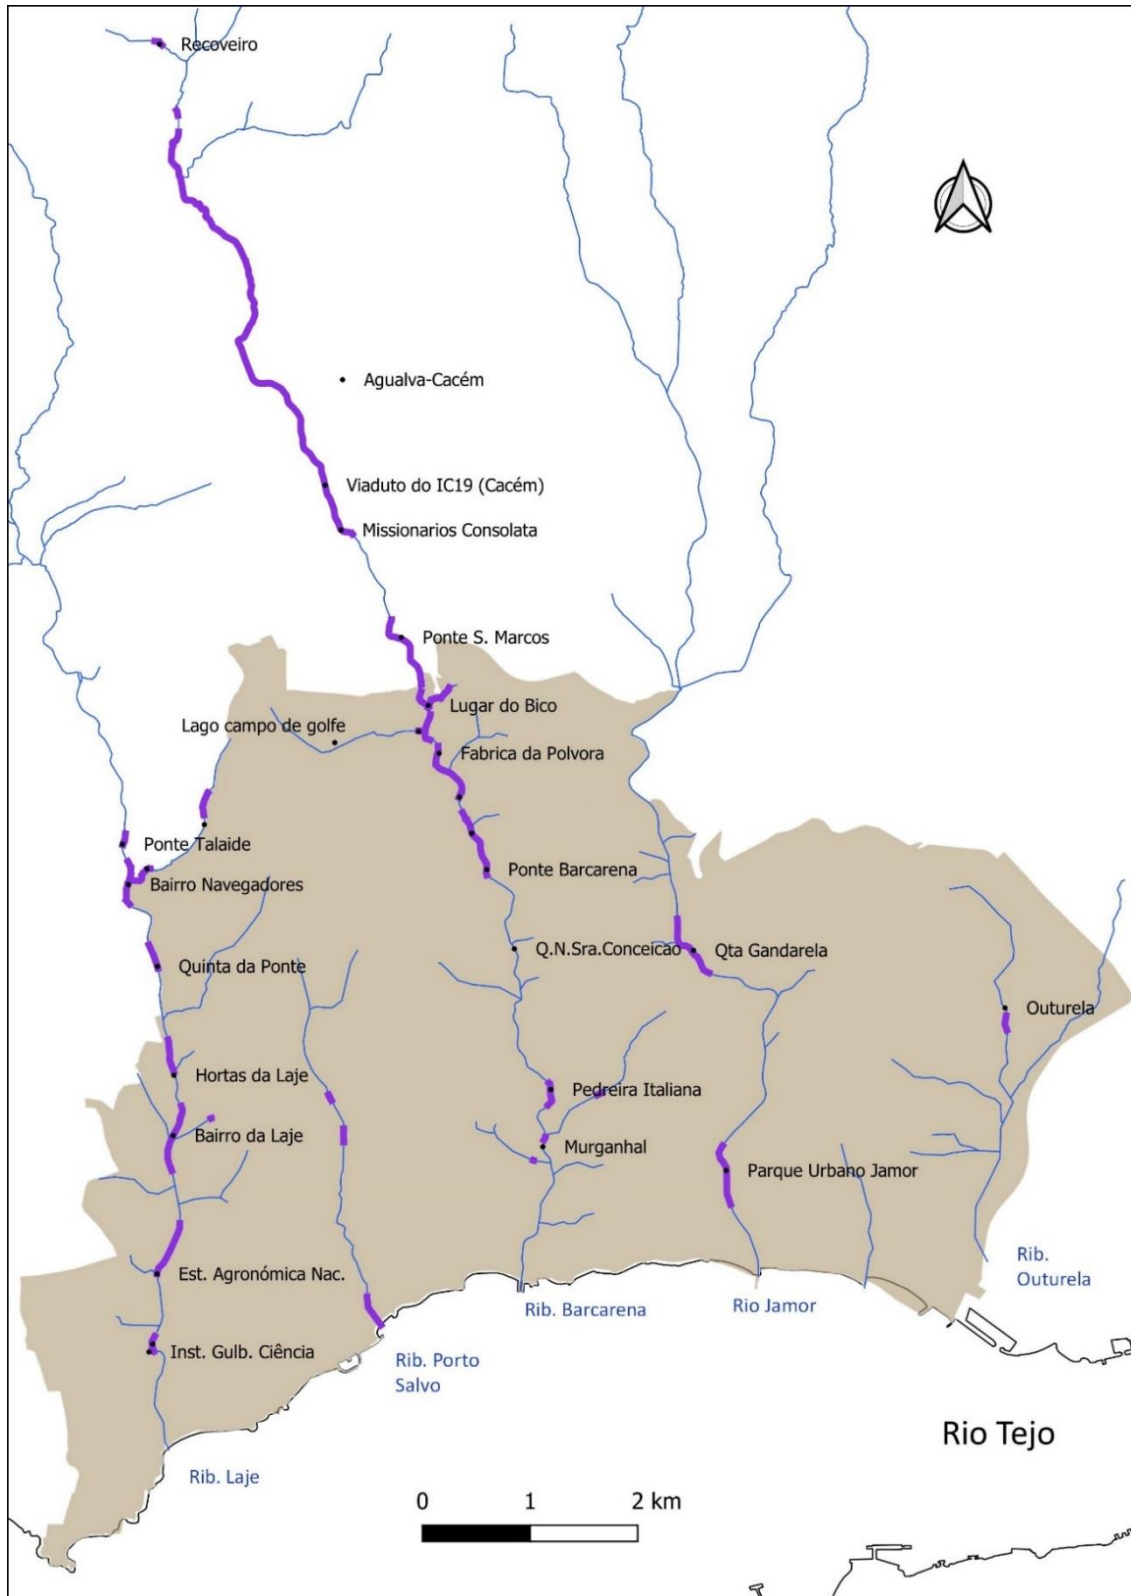 Recoveiro
Agualva-Cacém
Viaduto do IC19 (Cacém)
Missionarios Consolata
Ponte S. Marcos
Lugar do Bico
Lago campo de golfe
Fabrica da Polvora
Ponte Talaide
Ponte Barcarena
Bairro Navegadores
Q.N.Sra.Conceicao
Qta Gandarela
Quinta da Ponte
Outurela
Hortas da Laje
Pedreira Italiana
Bairro da Laje
Murganhal
Parque Urbano Jamor
Est. Agronómica Nac.
Rib.
Outurela
Rib. Barcarena
Rio Jamor
Inst. Gulb. Ciência
Rib. Porto
Salvo
Rio Tejo
Rib. Laje
0 1 2 km